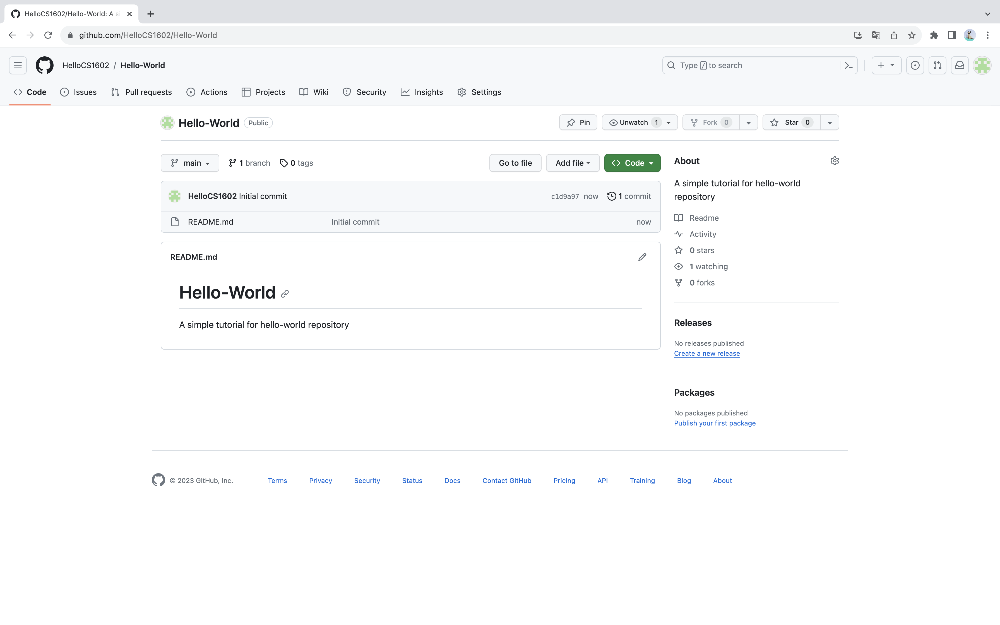 HelloCS1602/Hello-World: A s
github.com/HelloCS1602/Hello-World
HelloCS1602 / Hello-World
Type / to search
Code Issues Pull requests Actions Projects Wiki Security Insights Settings
Hello-World Public
Pin Unwatch 1 Fork 0 Star 0
main 1 branch 0 tags Go to file Add file Code
HelloCS1602 Initial commit c1d9a97 now 1 commit
README.md Initial commit now
README.md
Hello-World
A simple tutorial for hello-world repository
About
A simple tutorial for hello-world
repository
Readme
Activity
0 stars
1 watching
0 forks
Releases
No releases published
Create a new release
Packages
No packages published
Publish your first package
© 2023 GitHub, Inc. Terms Privacy Security Status Docs Contact GitHub Pricing API Training Blog About